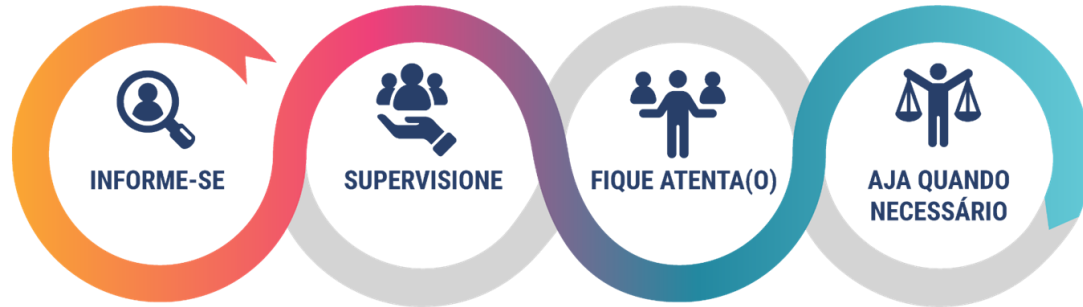 INFORME-SE
SUPERVISIONE
FIQUE ATENTA(O)
AJA QUANDO
NECESSÁRIO